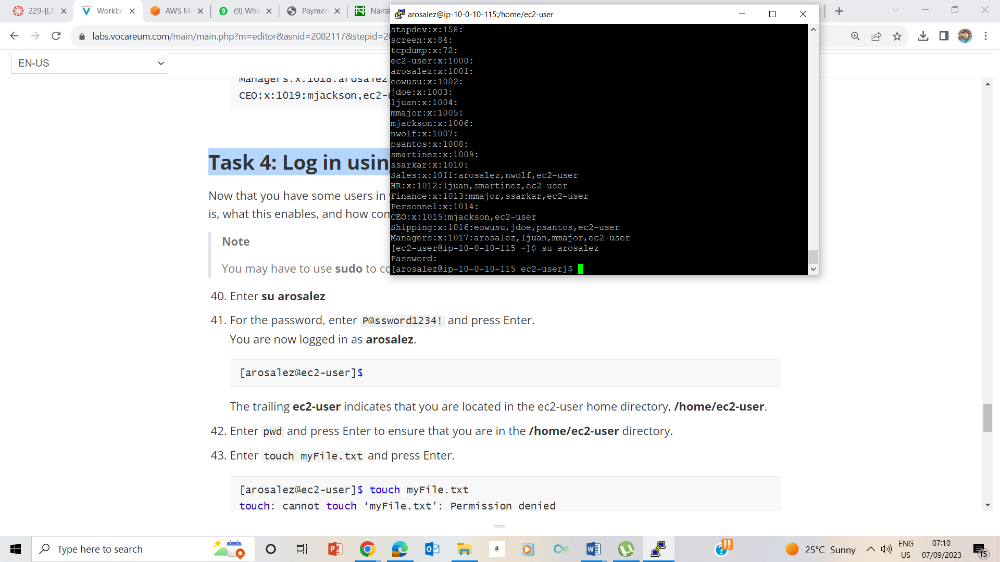 229-[LX
Workbe
AWS M
(9) Wha
Paymen
Nairal
arosalez@ip-10-0-10-115:/home/ec2-user
labs.vocareum.com/main/main.php?m=editor&asnid=2082117&stepid=20
EN-US
Managers:x:1018:arosalez
CEO:x:1019:mjackson,ec2-u
Task 4: Log in usin
Now that you have some users in y
is, what this enables, and how com
Note
You may have to use sudo to co
40. Enter su arosalez
41. For the password, enter P@ssword1234! and press Enter.
You are now logged in as arosalez.
[arosalez@ec2-user]$
The trailing ec2-user indicates that you are located in the ec2-user home directory, /home/ec2-user.
42. Enter pwd and press Enter to ensure that you are in the /home/ec2-user directory.
43. Enter touch myFile.txt and press Enter.
[arosalez@ec2-user]$ touch myFile.txt
touch: cannot touch ‘myFile.txt’: Permission denied
stapdev:x:158:
screen:x:84:
tcpdump:x:72:
ec2-user:x:1000:
arosalez:x:1001:
eowusu:x:1002:
jdoe:x:1003:
ljuan:x:1004:
mmajor:x:1005:
mjackson:x:1006:
nwolf:x:1007:
psantos:x:1008:
smartinez:x:1009:
ssarkar:x:1010:
Sales:x:1011:arosalez,nwolf,ec2-user
HR:x:1012:ljuan,smartinez,ec2-user
Finance:x:1013:mmajor,ssarkar,ec2-user
Personnel:x:1014:
CEO:x:1015:mjackson,ec2-user
Shipping:x:1016:eowusu,jdoe,psantos,ec2-user
Managers:x:1017:arosalez,ljuan,mmajor,ec2-user
[ec2-user@ip-10-0-10-115 ~]$ su arosalez
Password:
[arosalez@ip-10-0-10-115 ec2-user]$
Type here to search
25°C Sunny
ENG
US
07:10
07/09/2023
15